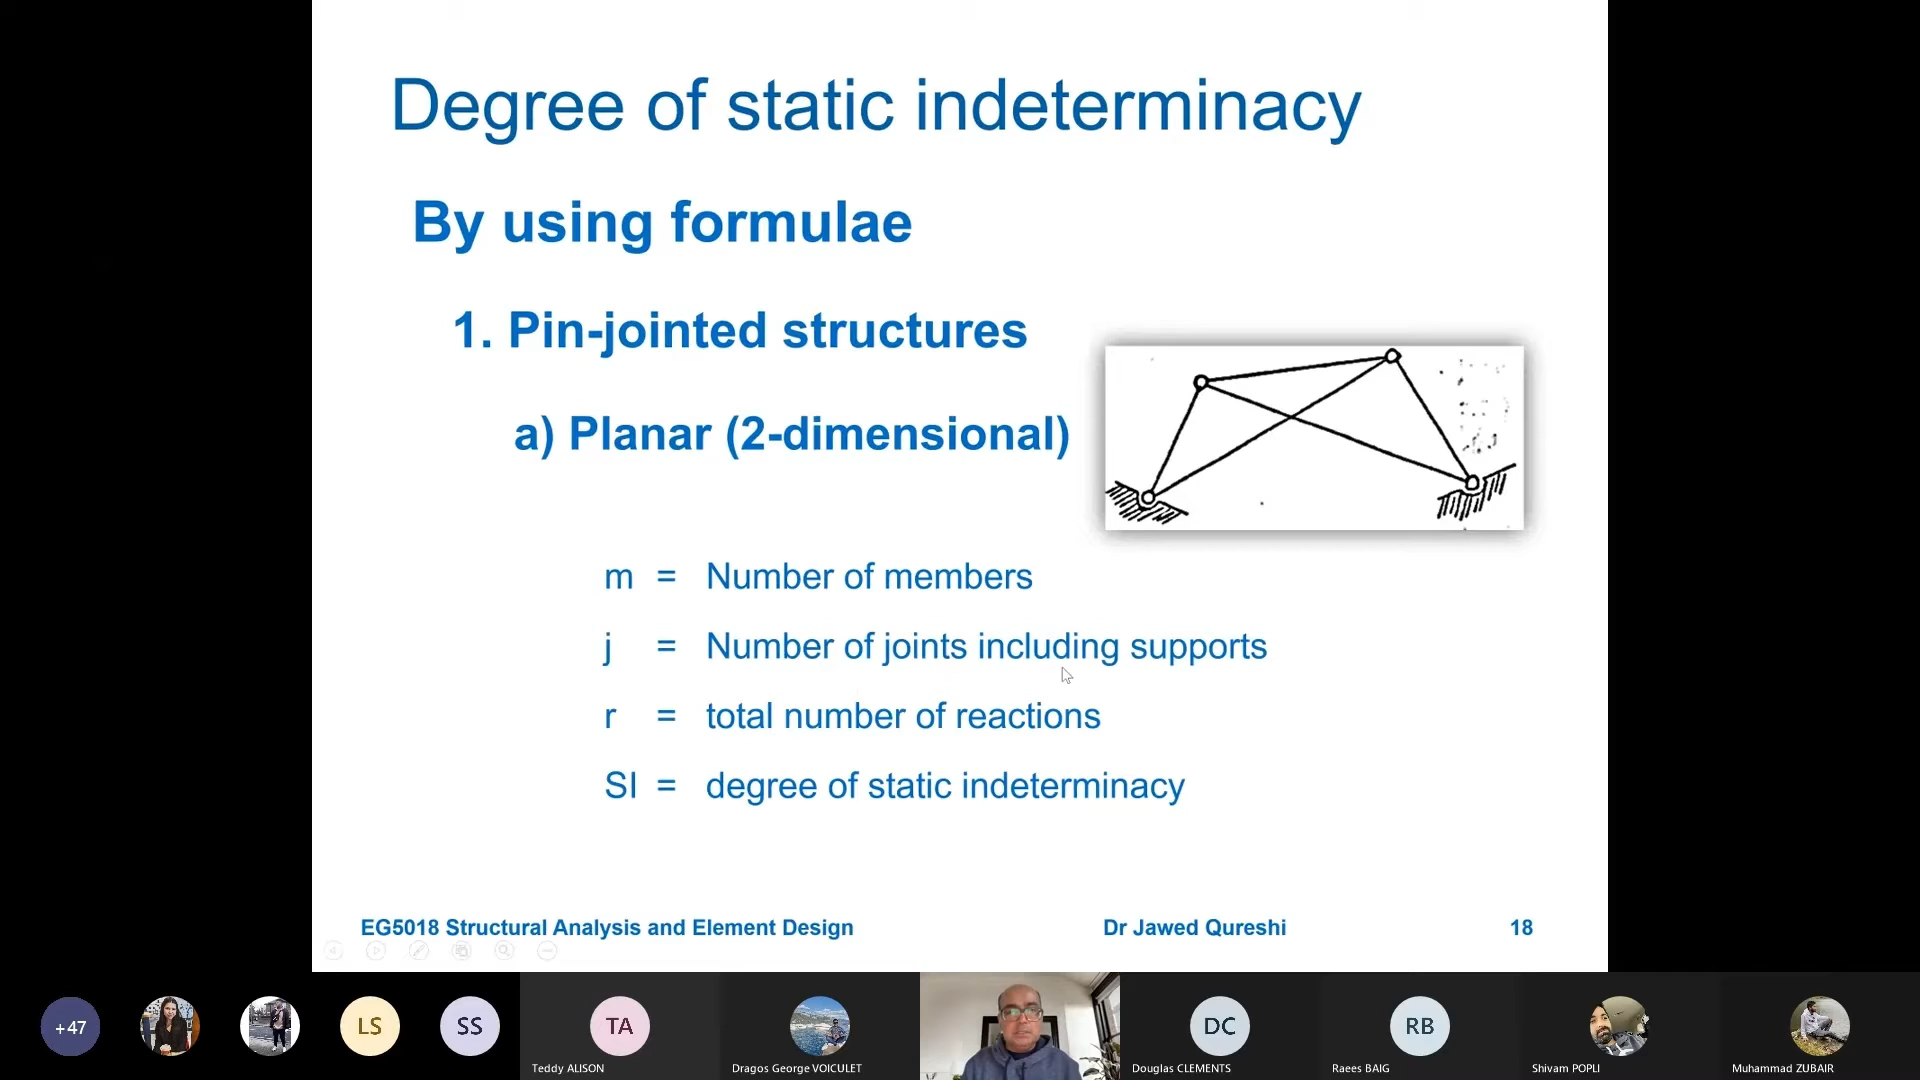 Degree of static indeterminacy
By using formulae
1. Pin-jointed structures
a) Planar (2-dimensional)
m = Number of members
j = Number of joints including supports
r = total number of reactions
SI = degree of static indeterminacy
EG5018 Structural Analysis and Element Design Dr Jawed Qureshi 18
+47 LS SS TA DC RB
Teddy ALISON Dragos George VOICULET Douglas CLEMENTS Raees BAIG Shivam POPLI Muhammad ZUBAIR